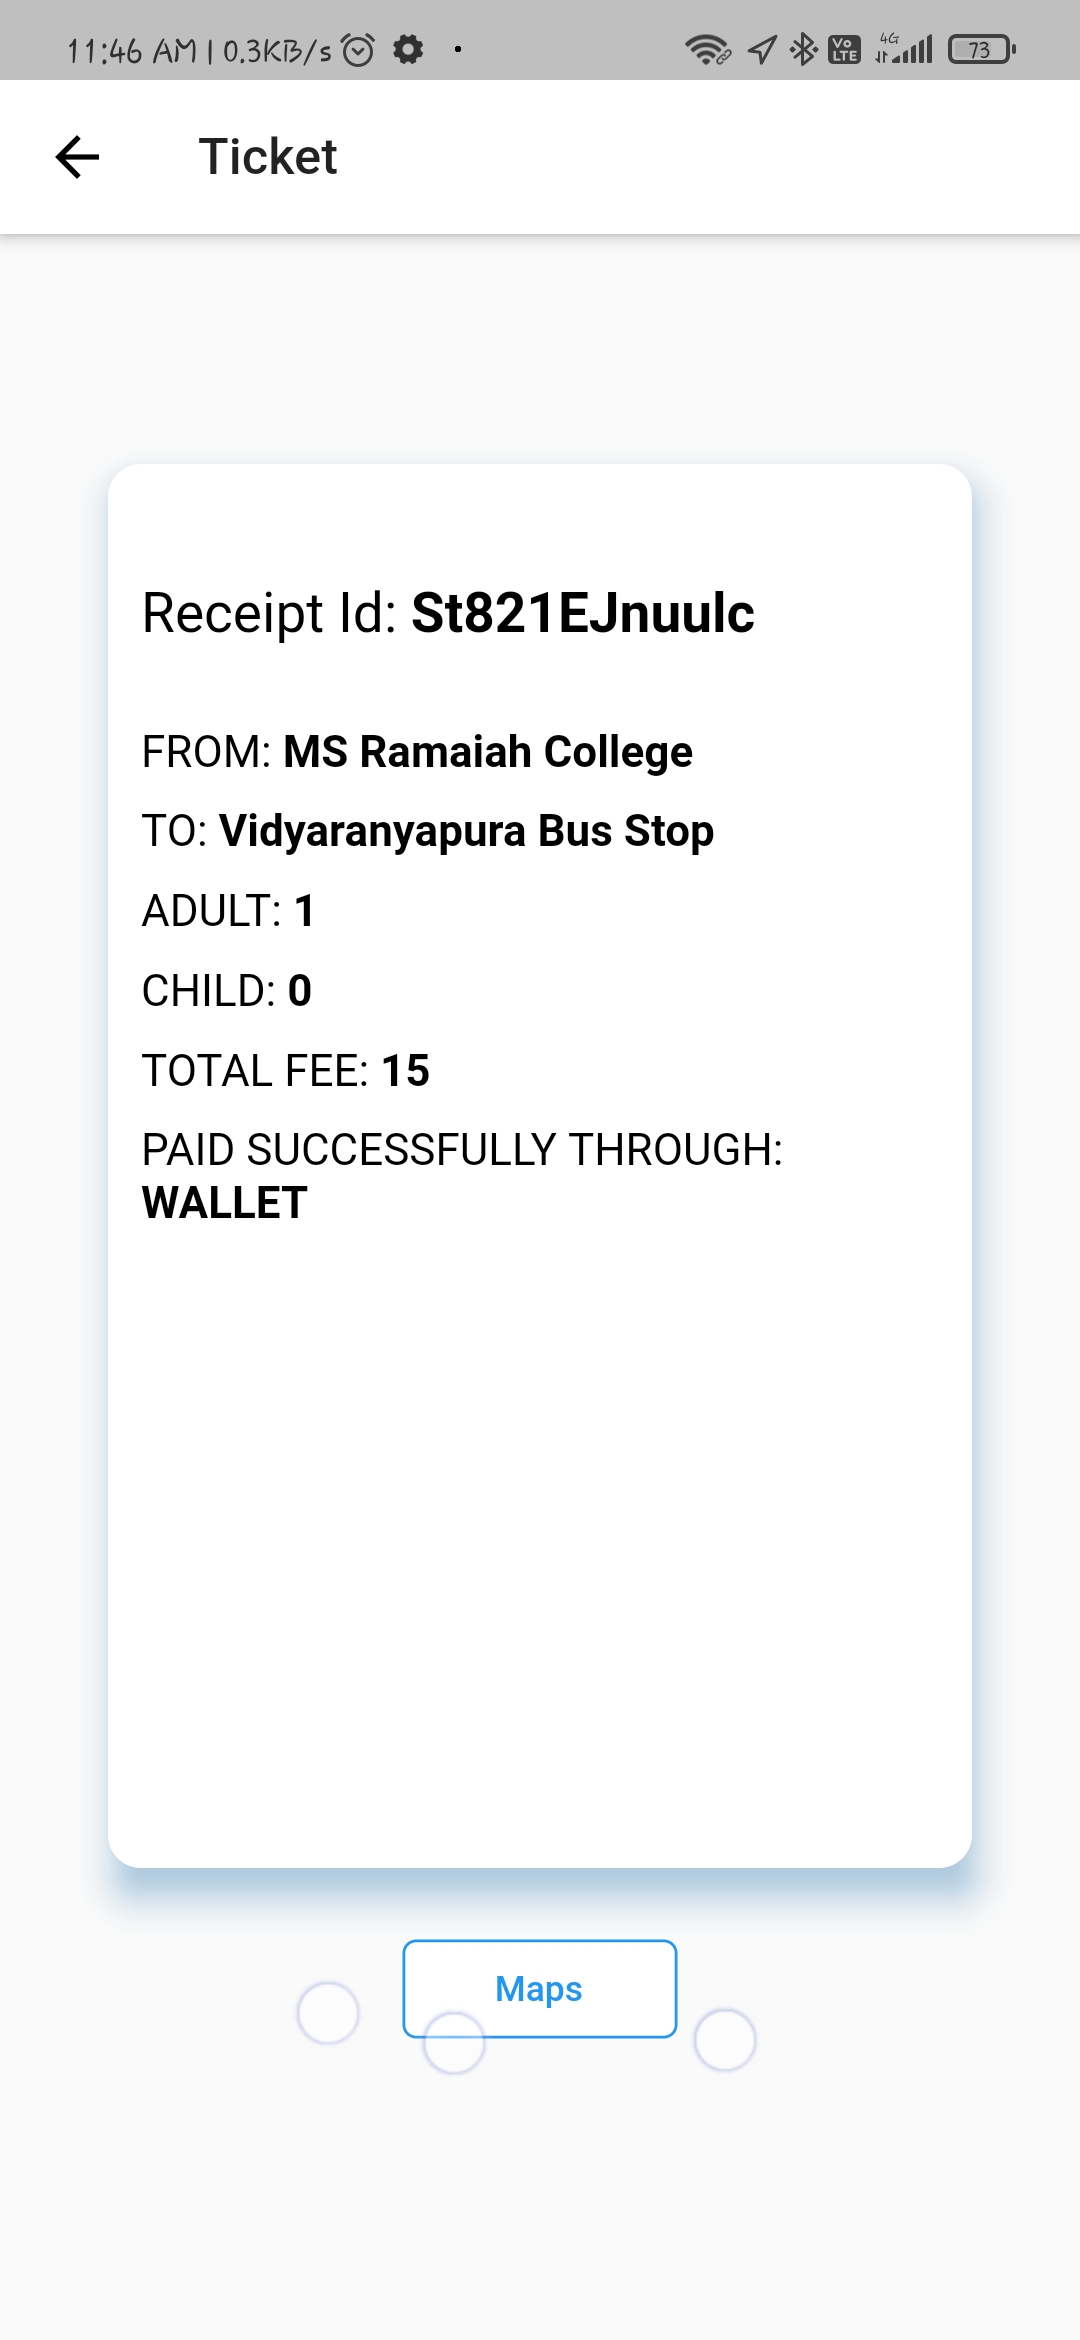 11:46 AM | 0.3KB/s
Vo LTE 4G 73
Ticket
Receipt Id: St821EJnuulc
FROM: MS Ramaiah College
TO: Vidyaranyapura Bus Stop
ADULT: 1
CHILD: 0
TOTAL FEE: 15
PAID SUCCESSFULLY THROUGH:
WALLET
Maps